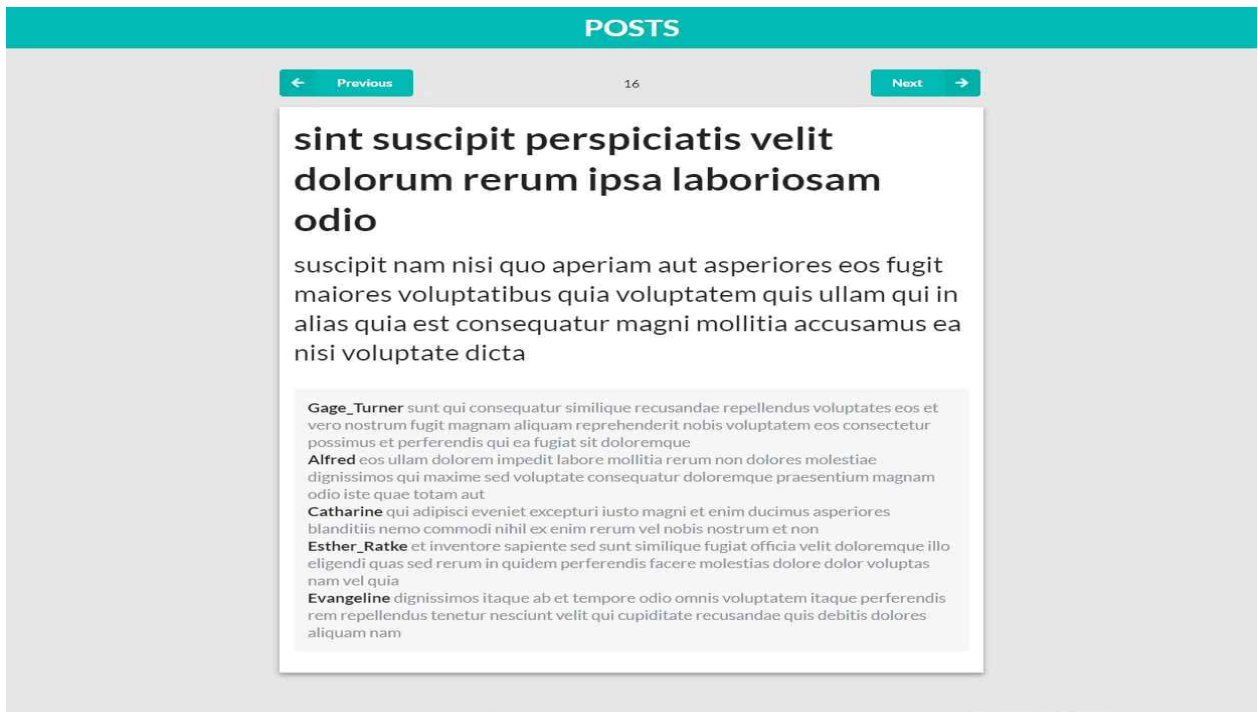 POSTS
Previous
16
Next
sint suscipit perspiciatis velit
dolorum rerum ipsa laboriosam
odio
suscipit nam nisi quo aperiam aut asperiores eos fugit
maiores voluptatibus quia voluptatem quis ullam qui in
alias quia est consequatur magni mollitia accusamus ea
nisi voluptate dicta
Gage_Turner sunt qui consequatur similique recusandae repellendus voluptates eos et
vero nostrum fugit magnam aliquam reprehenderit nobis voluptatem eos consectetur
possimus et perferendis qui ea fugiat sit doloremque
Alfred eos ullam dolorem impedit labore mollitia rerum non dolores molestiae
dignissimos qui maxime sed voluptate consequatur doloremque praesentium magnam
odio iste quae totam aut
Catharine qui adipisci eveniet excepturi iusto magni et enim ducimus asperiores
blanditiis nemo commodi nihil ex enim rerum vel nobis nostrum et non
Esther_Ratke et inventore sapiente sed sunt similique fugiat officia velit doloremque illo
eligendi quas sed rerum in quidem perferendis facere molestias dolore dolor voluptas
nam vel quia
Evangeline dignissimos itaque ab et tempore odio omnis voluptatem itaque perferendis
rem repellendus tenetur nesciunt velit qui cupiditate recusandae quis debitis dolores
aliquam nam